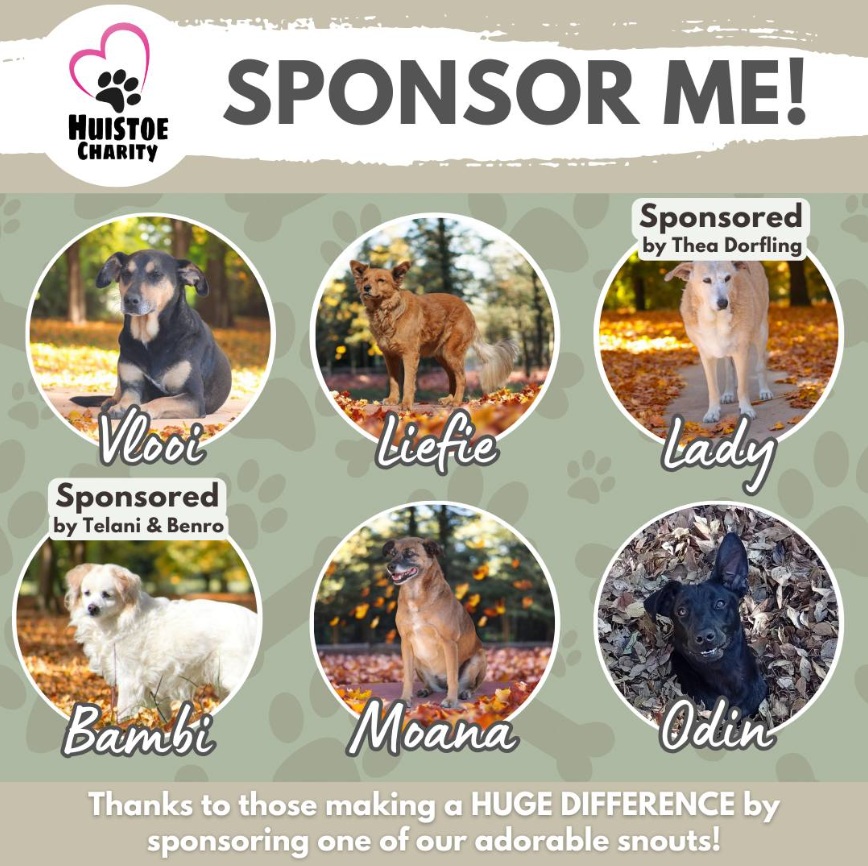 HUISTOE
CHARITY
SPONSOR ME!
Sponsored
by Thea Dorfling
Vlooi
Liefie
Lady
Sponsored
by Telani & Benro
Bambi
Moana
Odin
Thanks to those making a HUGE DIFFERENCE by
sponsoring one of our adorable snouts!